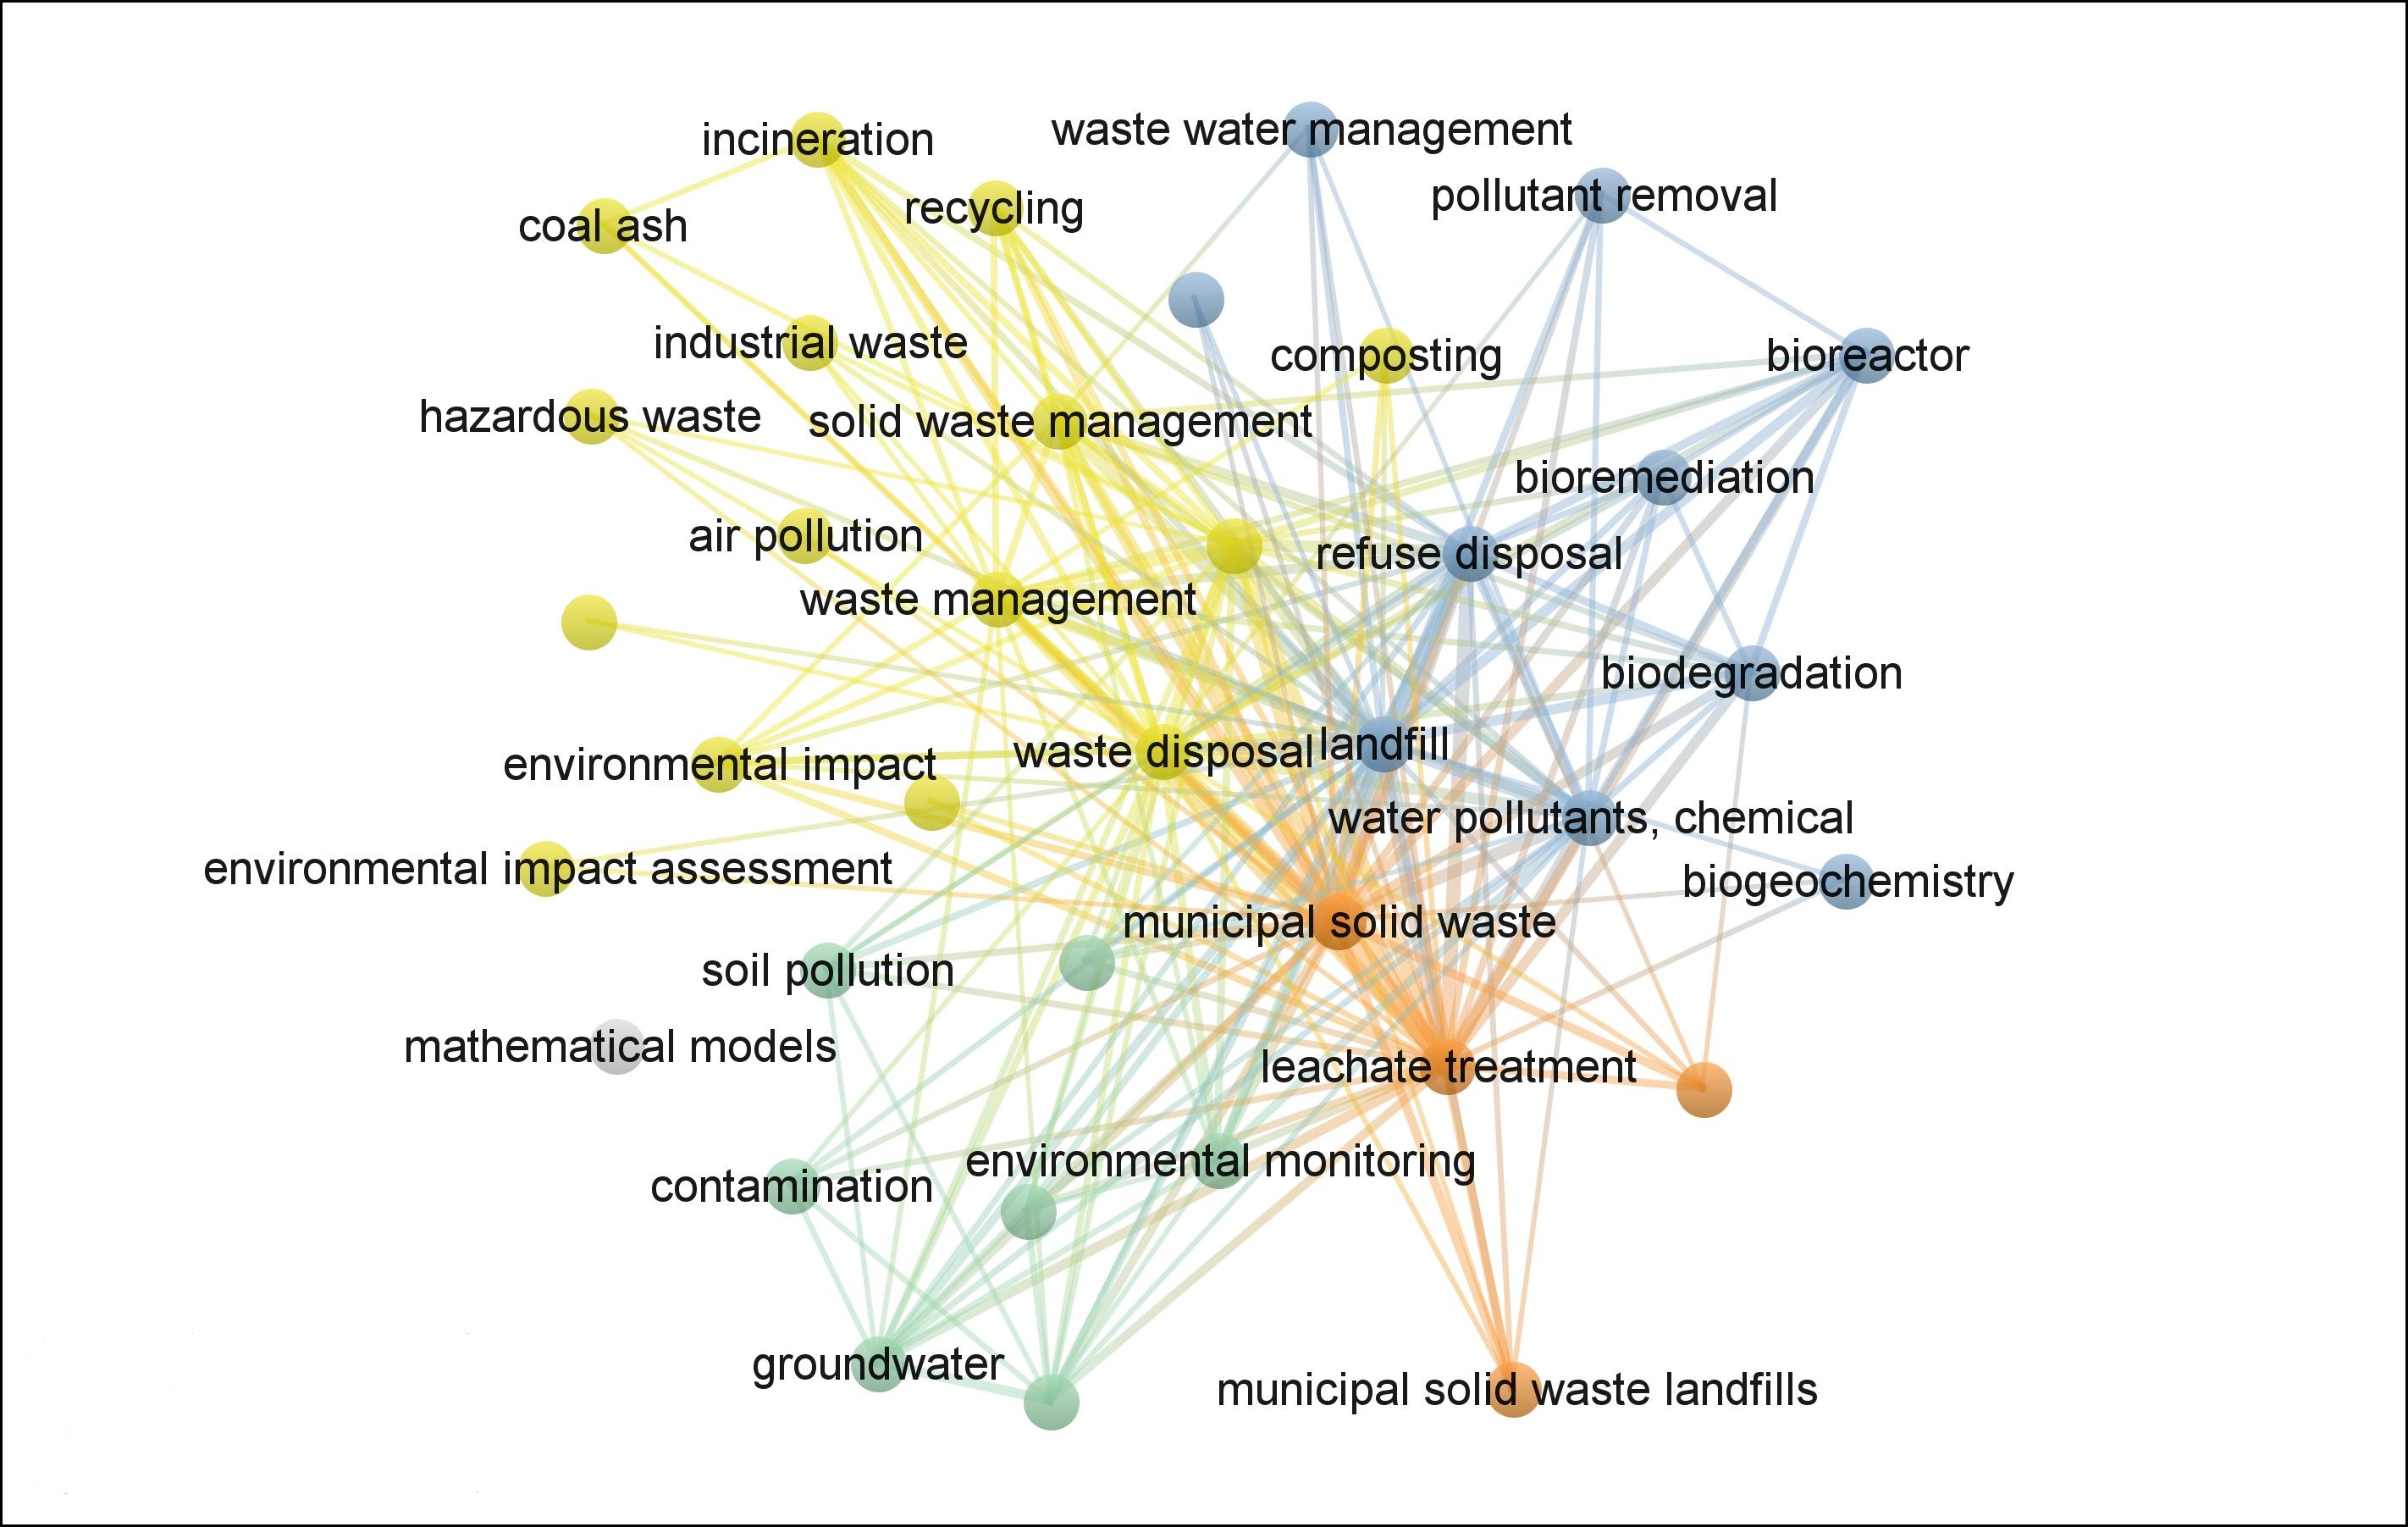 waste water management
incineration
pollutant removal
recycling
coal ash
industrial waste
composting
bioreactor
hazardous waste
solid waste management
bioremediation
air pollution
refuse disposal
waste management
biodegradation
landfill
waste disposal
environmental impact
water pollutants, chemical
environmental impact assessment
biogeochemistry
municipal solid waste
soil pollution
mathematical models
leachate treatment
environmental monitoring
contamination
groundwater
municipal solid waste landfills